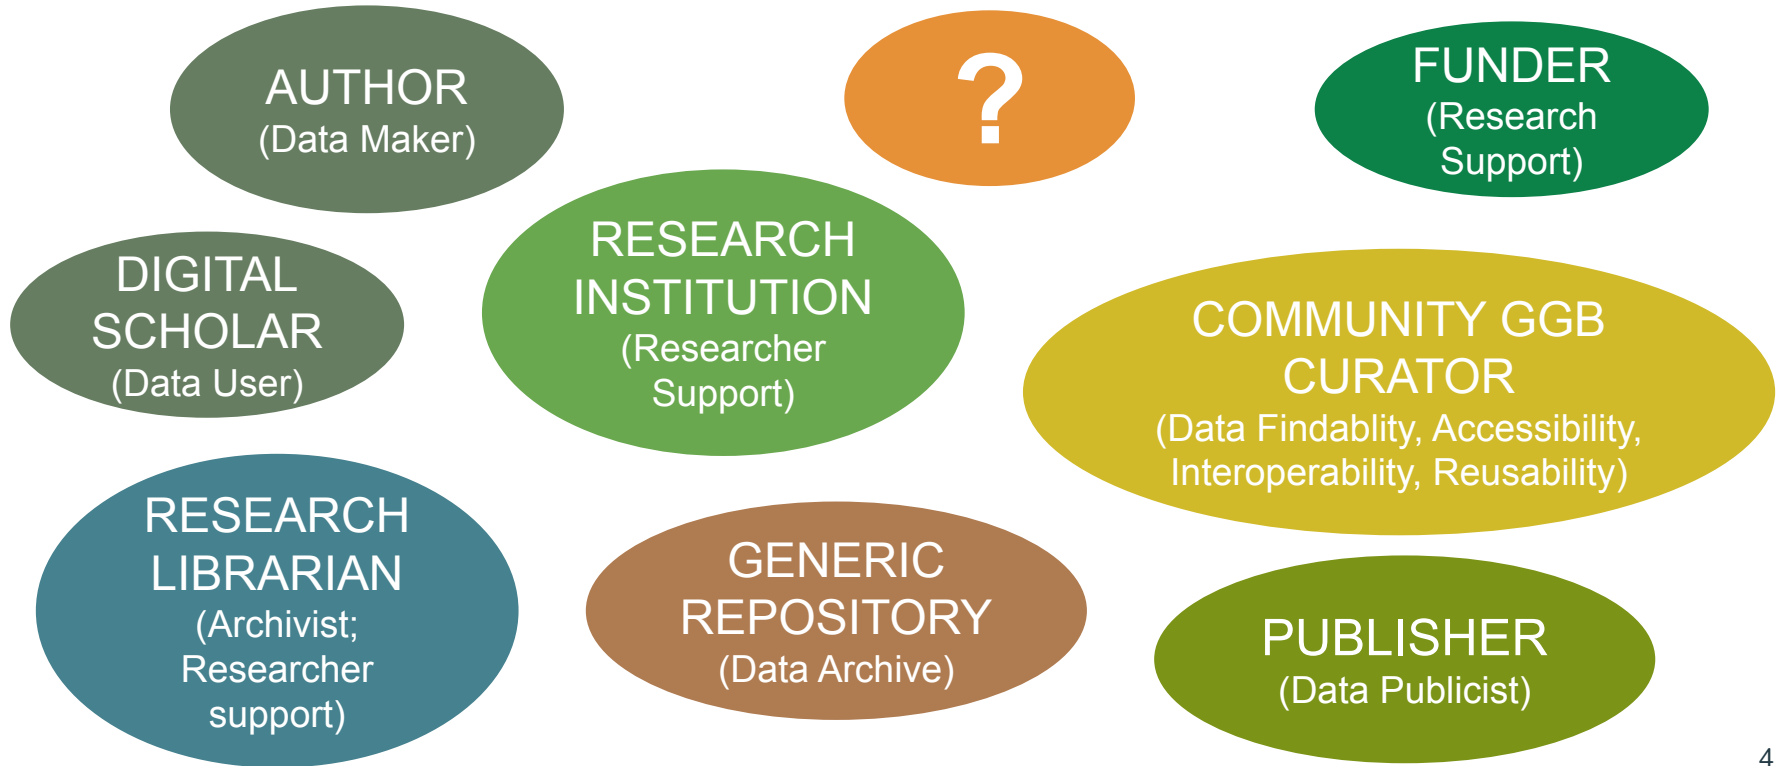 AUTHOR
(Data Maker)
?
FUNDER
(Research
Support)
DIGITAL
SCHOLAR
(Data User)
RESEARCH
INSTITUTION
(Researcher
Support)
COMMUNITY GGB
CURATOR
(Data Findablity, Accessibility,
Interoperability, Reusability)
RESEARCH
LIBRARIAN
(Archivist;
Researcher
support)
GENERIC
REPOSITORY
(Data Archive)
PUBLISHER
(Data Publicist)
4